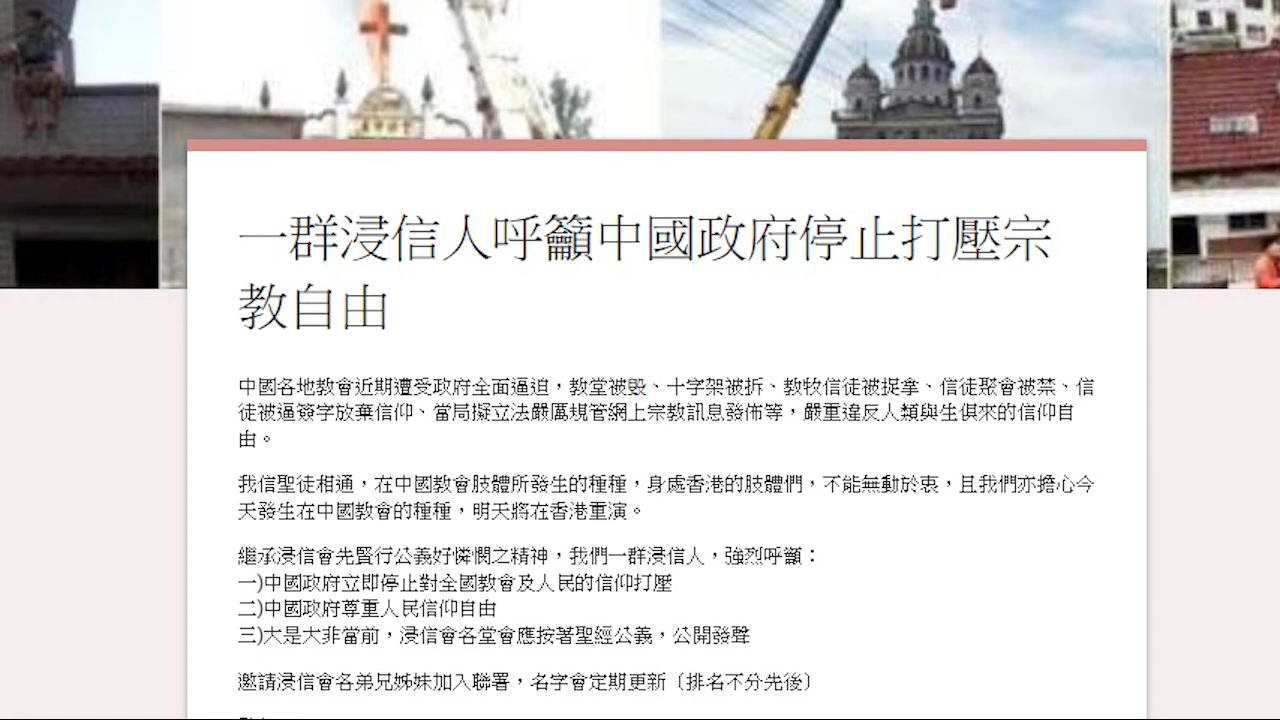 一群浸信人呼籲中國政府停止打壓宗
教自由
中國各地教會近期遭受政府全面逼迫，教堂被毀、十字架被拆、教牧信徒被捉拿、信徒聚會被禁、信
徒被逼簽字放棄信仰、當局擬立法嚴厲規管網上宗教訊息發佈等，嚴重違反人類與生俱來的信仰自
由。
我信聖徒相通，在中國教會肢體所發生的種種，身處香港的肢體們，不能無動於衷，且我們亦擔心今
天發生在中國教會的種種，明天將在香港重演。
繼承浸信會先賢行公義好憐憫之精神，我們一群浸信人，強烈呼籲：
一)中國政府立即停止對全國教會及人民的信仰打壓
二)中國政府尊重人民信仰自由
三)大是大非當前，浸信會各堂會應按著聖經公義，公開發聲
邀請浸信會各弟兄姊妹加入聯署，名字會定期更新〔排名不分先後〕